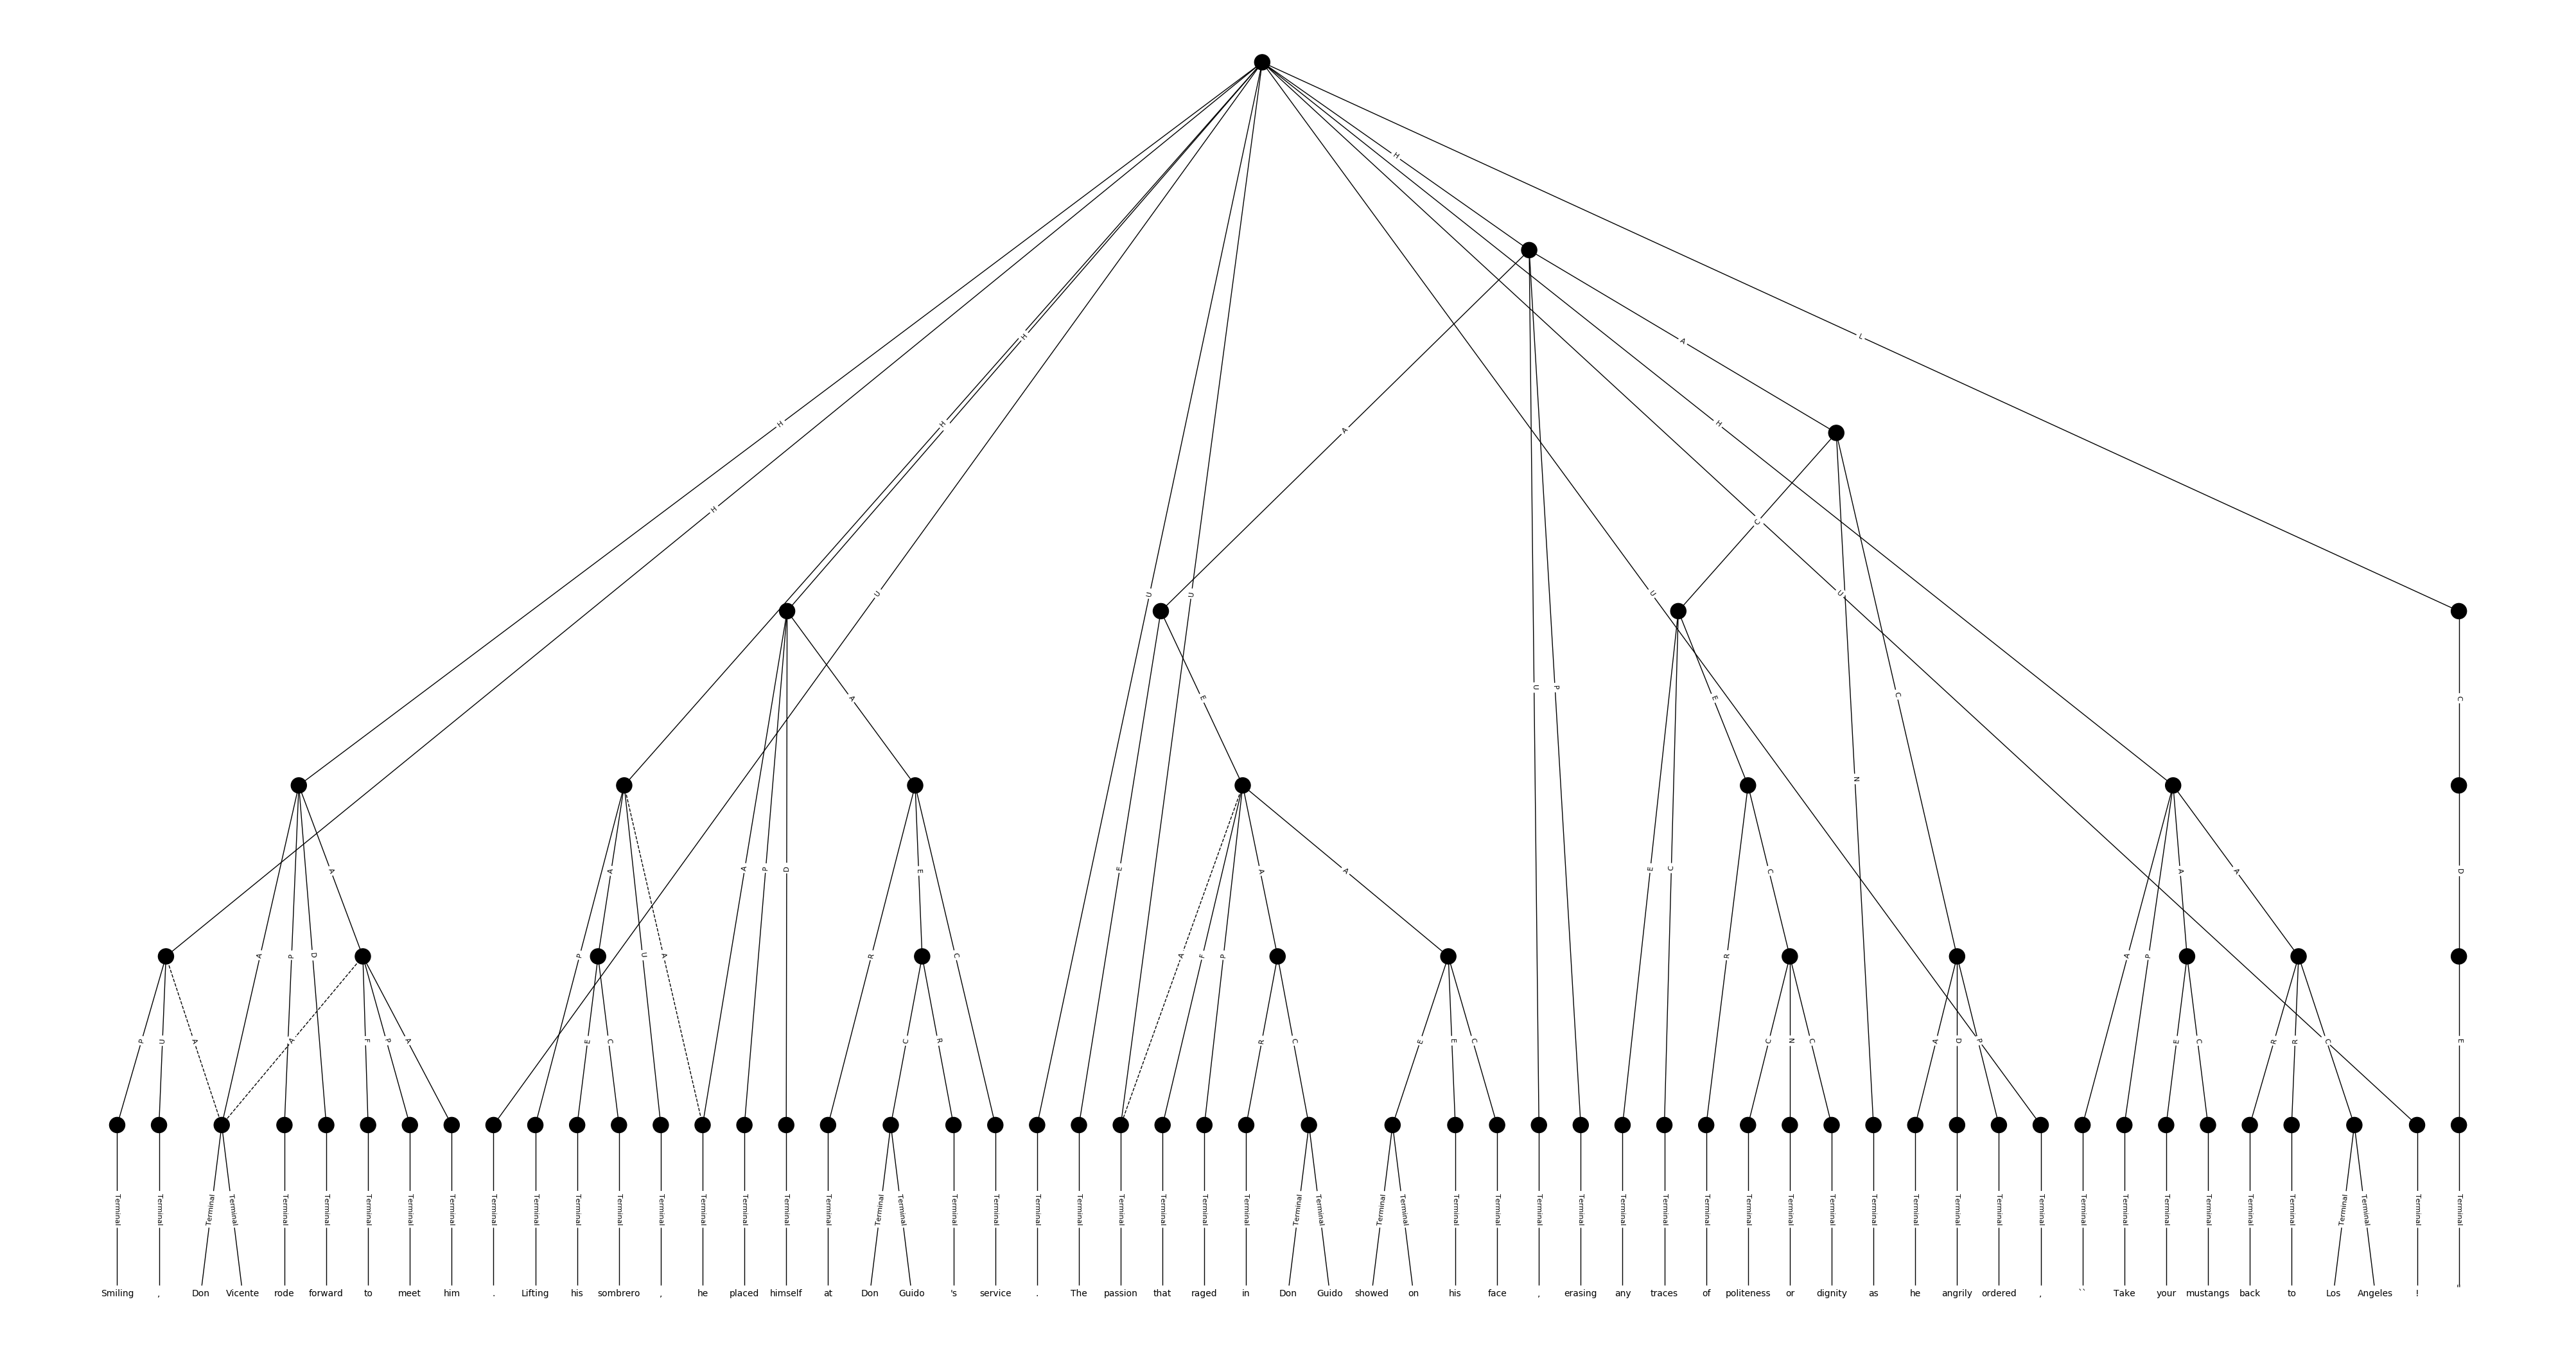 H
H L
A
H H A H
H C
U U U U U
A E U P E C C
N
A A A P D E E A A E C C A A D
A P D P U A R C A F P R A P
P U A A F P A E C C R R C E E C C N C A D P E C R R C E
Terminal Terminal Terminal Terminal Terminal Terminal Terminal Terminal Terminal Terminal Terminal Terminal Terminal Terminal Terminal Terminal Terminal Terminal Terminal Terminal Terminal Terminal Terminal Terminal Terminal Terminal Terminal Terminal Terminal Terminal Terminal Terminal Terminal Terminal Terminal Terminal Terminal Terminal Terminal Terminal Terminal Terminal Terminal Terminal Terminal Terminal Terminal Terminal Terminal Terminal Terminal Terminal Terminal Terminal Terminal Terminal Terminal
Smiling , Don Vicente rode forward to meet him . Lifting his sombrero , he placed himself at Don Guido 's service . The passion that raged in Don Guido showed on his face , erasing any traces of politeness or dignity as he angrily ordered , `` Take your mustangs back to Los Angeles ! "